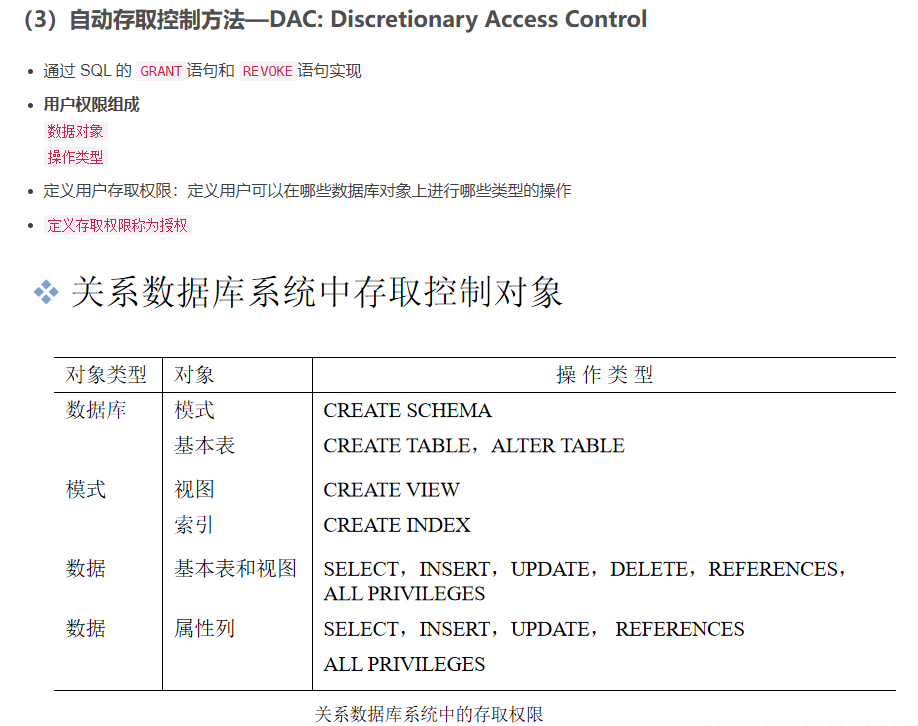 （3）自动存取控制方法—DAC: Discretionary Access Control
通过 SQL 的 GRANT 语句和 REVOKE 语句实现
用户权限组成
数据对象
操作类型
定义用户存取权限：定义用户可以在哪些数据库对象上进行哪些类型的操作
定义存取权限称为授权
关系数据库系统中存取控制对象
对象类型 对象 操 作 类 型
数据库 模式 CREATE SCHEMA
基本表 CREATE TABLE，ALTER TABLE
模式 视图 CREATE VIEW
索引 CREATE INDEX
数据 基本表和视图 SELECT，INSERT，UPDATE，DELETE，REFERENCES，
ALL PRIVILEGES
数据 属性列 SELECT，INSERT，UPDATE， REFERENCES
ALL PRIVILEGES
关系数据库系统中的存取权限